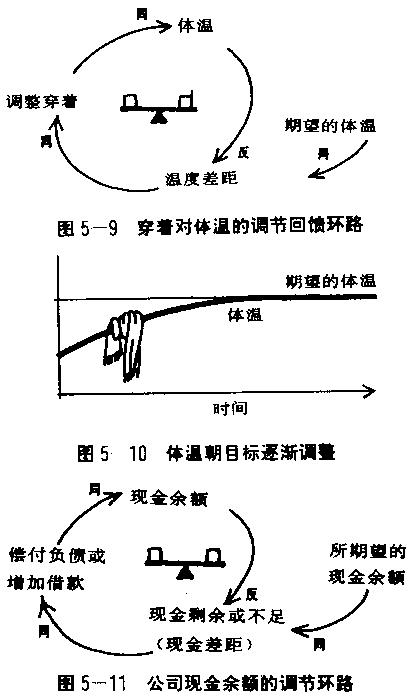 同
体温
调整穿着
期望的体温
同
同
反
温度差距
图5-9 穿着对体温的调节回馈环路
期望的体温
体温
时间
图5-10 体温朝目标逐渐调整
同
现金余额
偿付负债或
增加借款
所期望的
现金余额
反
同
现金剩余或不足
(现金差距)
同
图5-11 公司现金余额的调节环路